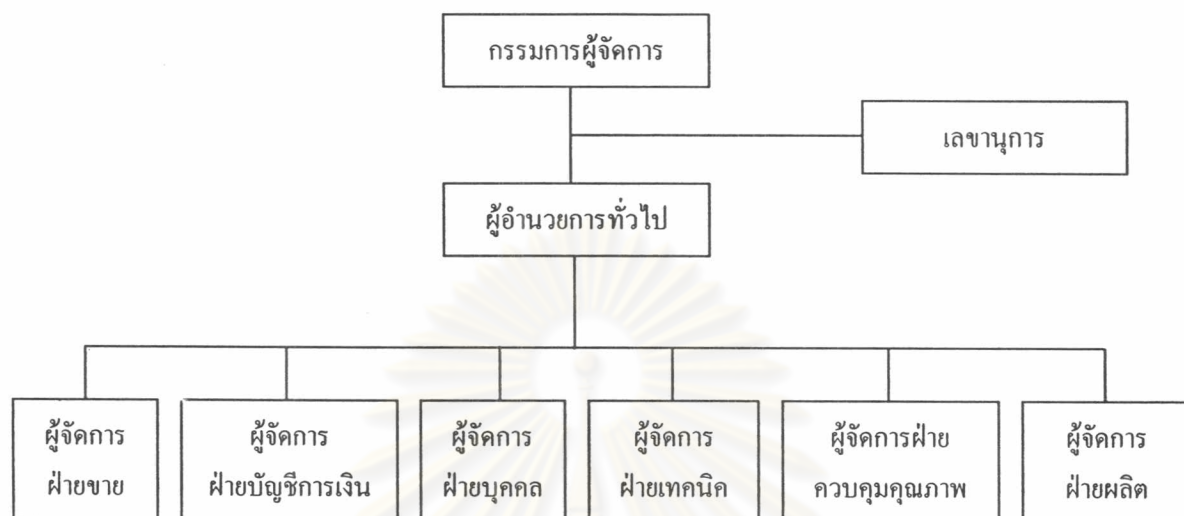 กรรมการผู้จัดการ
เลขานุการ
ผู้อำนวยการทั่วไป
ผู้จัดการ
ฝ่ายขาย
ผู้จัดการ
ฝ่ายบัญชีการเงิน
ผู้จัดการ
ฝ่ายบุคคล
ผู้จัดการ
ฝ่ายเทคนิค
ผู้จัดการฝ่าย
ควบคุมคุณภาพ
ผู้จัดการ
ฝ่ายผลิต